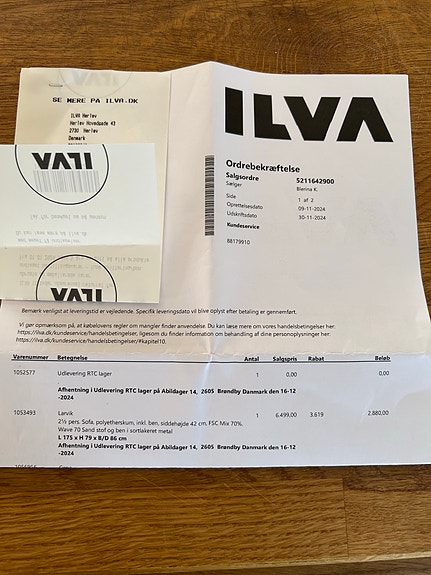 SE MERE PÅ ILVA.DK
ILVA Herlev
Herlev Hovedgade 43
2730 Herlev
Denmark
ILVA
ILVA
ILVA
Ordrebekræftelse
Salgsordre 5211642900
Sælger Blerina K.
Side 1 af 2
Oprettelsesdato 09-11-2024
Udskriftsdato 30-11-2024
Kundeservice
88179910
Bemærk venligst at leveringstid er vejledende. Specifik leveringsdato vil blive oplyst efter betaling er gennemført.
Vi gør opmærksom på, at købelovens regler om mangler finder anvendelse. Du kan læse mere om vores handelsbetingelser her:
https://ilva.dk/kundeservice/handelsbetingelser, ligesom du finder information om behandling af dine personoplysninger her:
https://ilva.dk/kundeservice/handelsbetingelser/#kapitel10.
Varenummer Betegnelse Antal Salgspris Rabat Beløb
1052577 Udlevering RTC lager 1 0,00 0,00
Afhentning i Udlevering RTC lager på Abildager 14, 2605 Brøndby Danmark den 16-12
-2024
1053493 Larvik 1 6.499,00 3.619 2.880,00
2½ pers. Sofa, polyetherskum, inkl. ben, siddehøjde 42 cm. FSC Mix 70%.
Wave 70 Sand stof og ben i sortlakeret metal
L 175 x H 79 x B/D 86 cm
Afhentning i Udlevering RTC lager på Abildager 14, 2605 Brøndby Danmark den 16-12
-2024